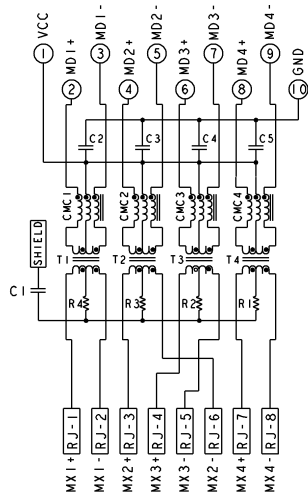 VCC
MD1+
MD1-
MD2+
MD2-
MD3+
MD3-
MD4+
MD4-
GND
1
2
3
4
5
6
7
8
9
10
C2
C3
C4
C5
CMC1
CMC2
CMC3
CMC4
SHIELD
T1
T2
T3
T4
C1
R4
R3
R2
R1
RJ-1
RJ-2
RJ-3
RJ-4
RJ-5
RJ-6
RJ-7
RJ-8
MX1+
MX1-
MX2+
MX3+
MX3-
MX2-
MX4+
MX4-